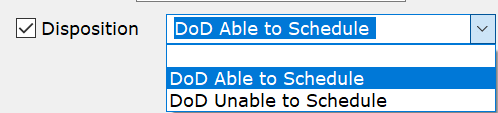 Disposition DoD Able to Schedule
DoD Able to Schedule
DoD Unable to Schedule